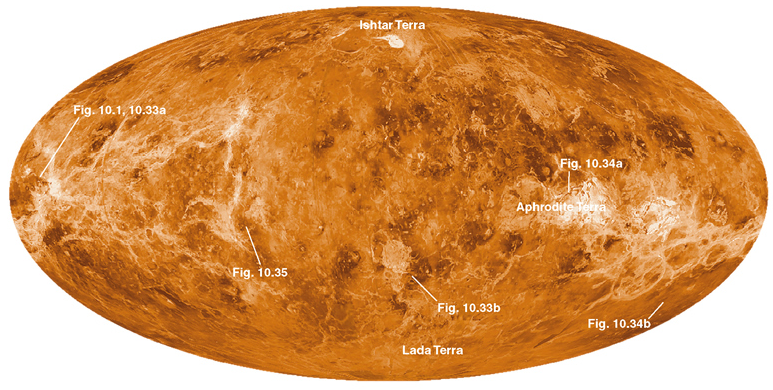 Ishtar Terra
Fig. 10.1, 10.33a
Fig. 10.34a
Aphrodite Terra
Fig. 10.35
Fig. 10.33b
Fig. 10.34b
Lada Terra